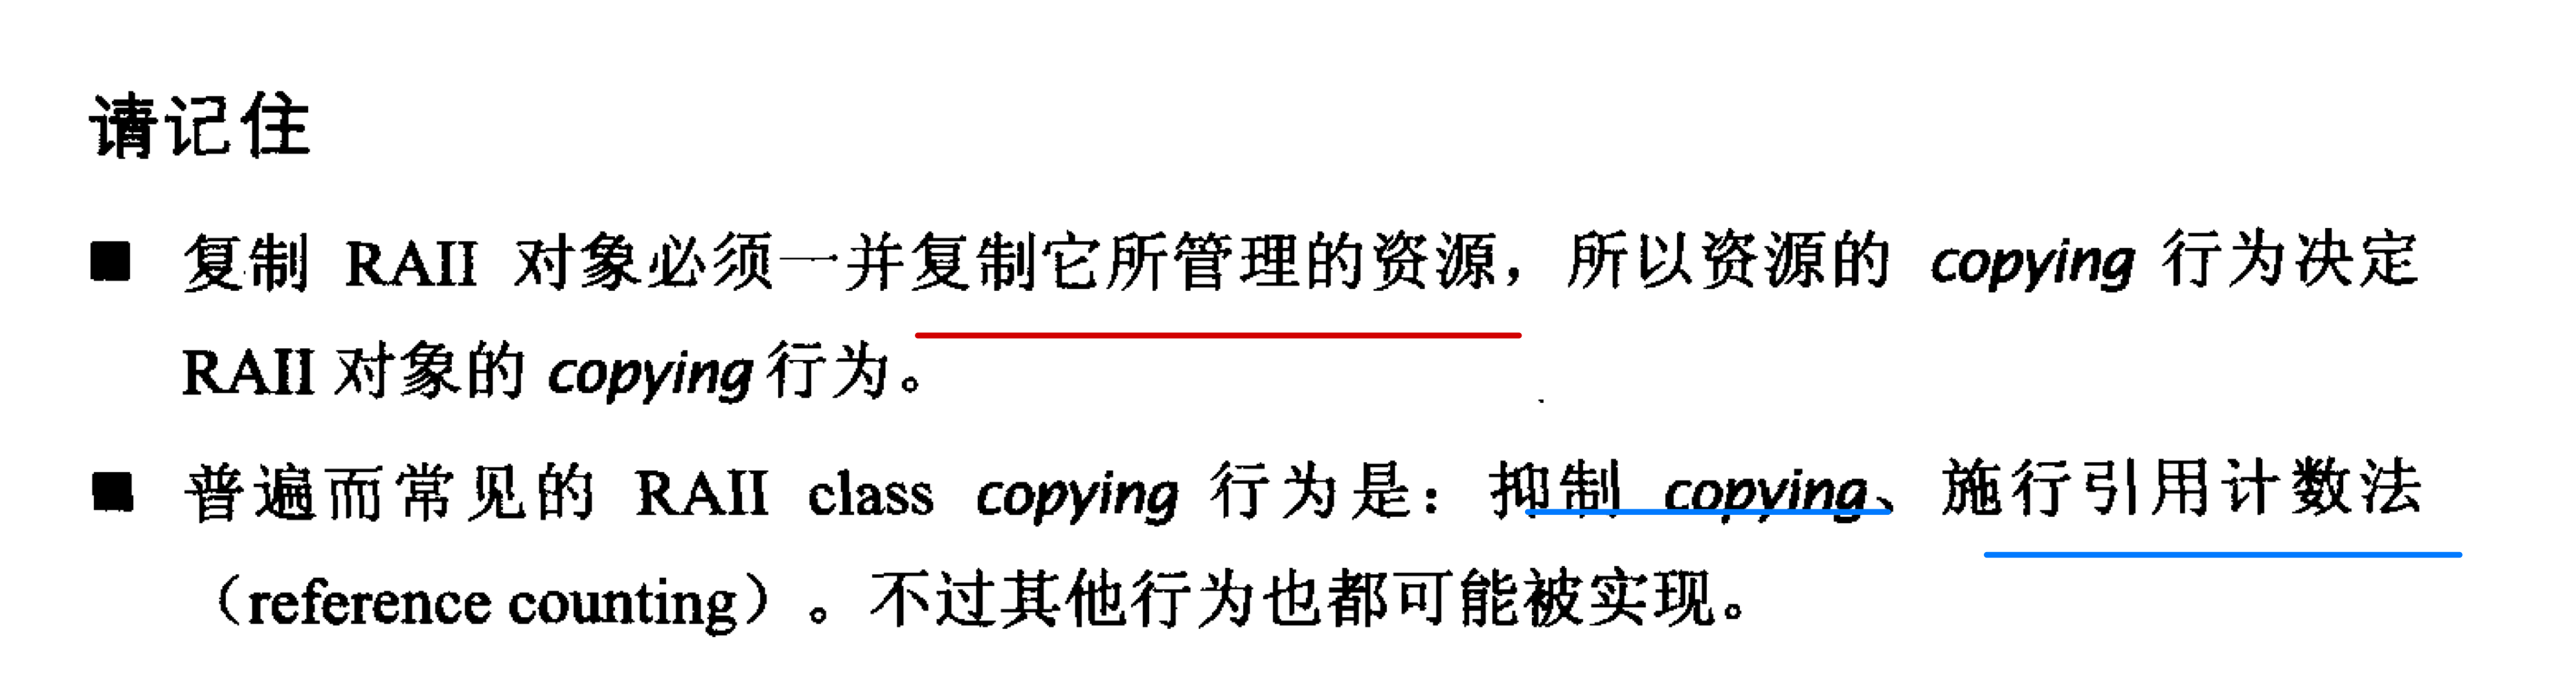 请记住
■ 复制 RAII 对象必须一并复制它所管理的资源，所以资源的 copying 行为决定
RAII 对象的 copying 行为。
■ 普遍而常见的 RAII class copying 行为是：抑制 copying、施行引用计数法
（reference counting）。不过其他行为也都可能被实现。